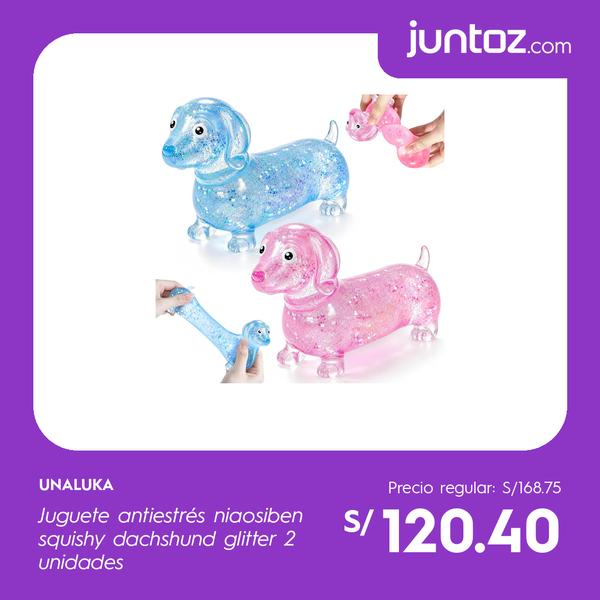 juntoz.com
UNALUKA
Juguete antiestrés niaosiben
squishy dachshund glitter 2
unidades
Precio regular: S/168.75
S/120.40